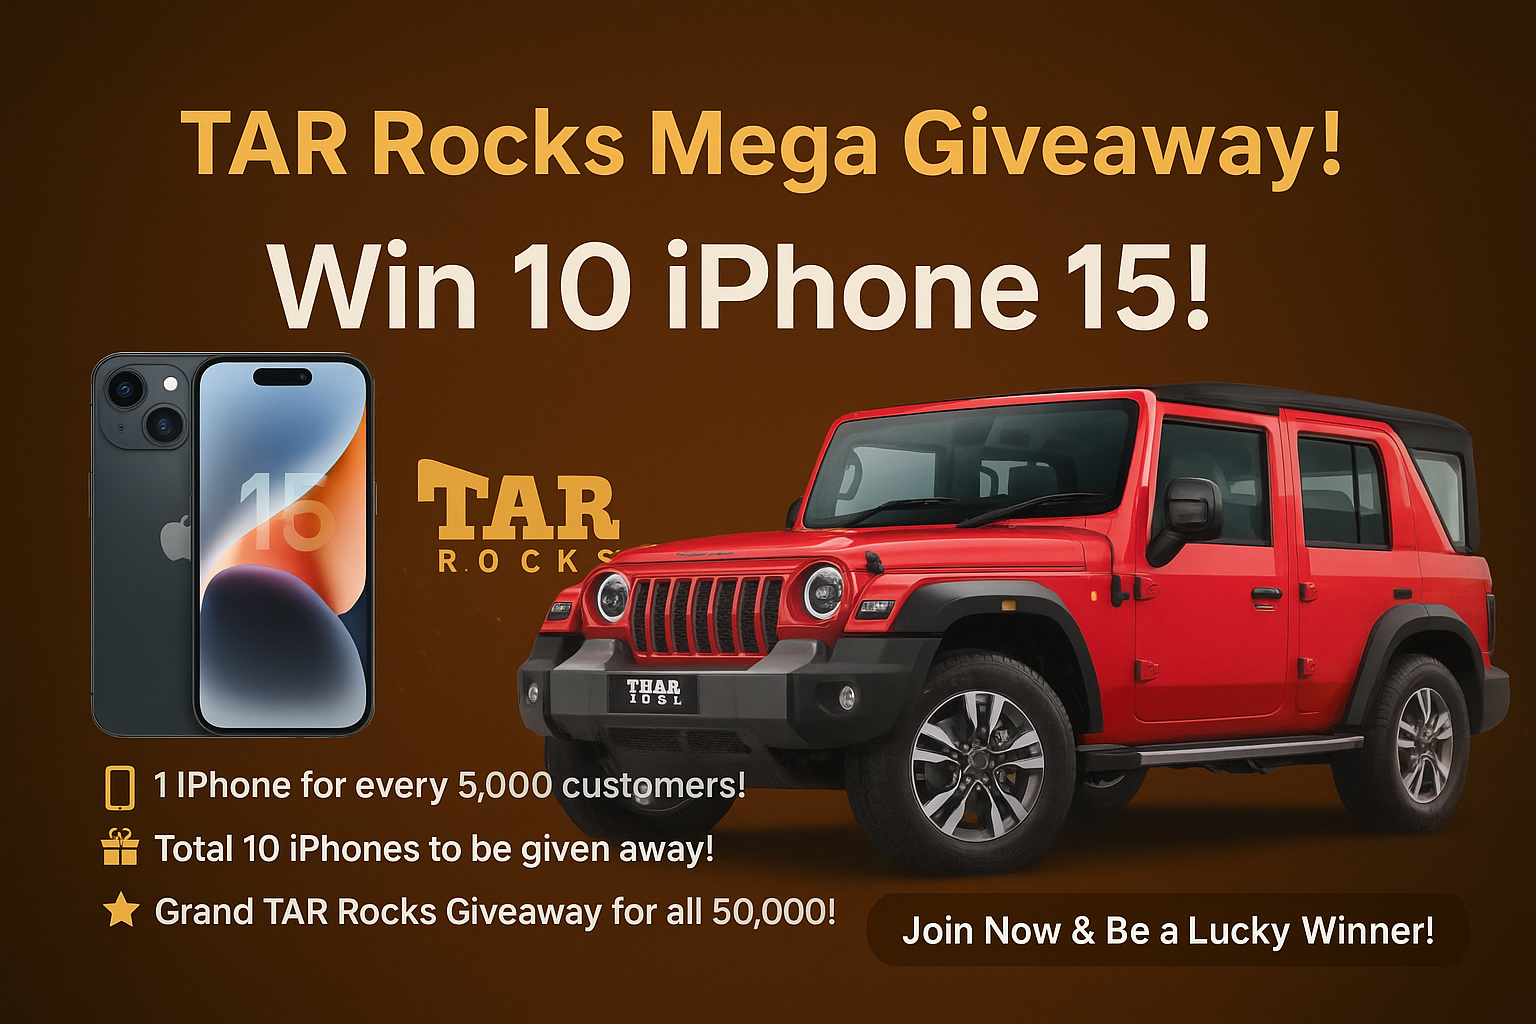 TAR Rocks Mega Giveaway!
Win 10 iPhone 15!
15
TAR
ROCKS
THAR
IOSL
1 IPhone for every 5,000 customers!
Total 10 iPhones to be given away!
Grand TAR Rocks Giveaway for all 50,000!
Join Now & Be a Lucky Winner!